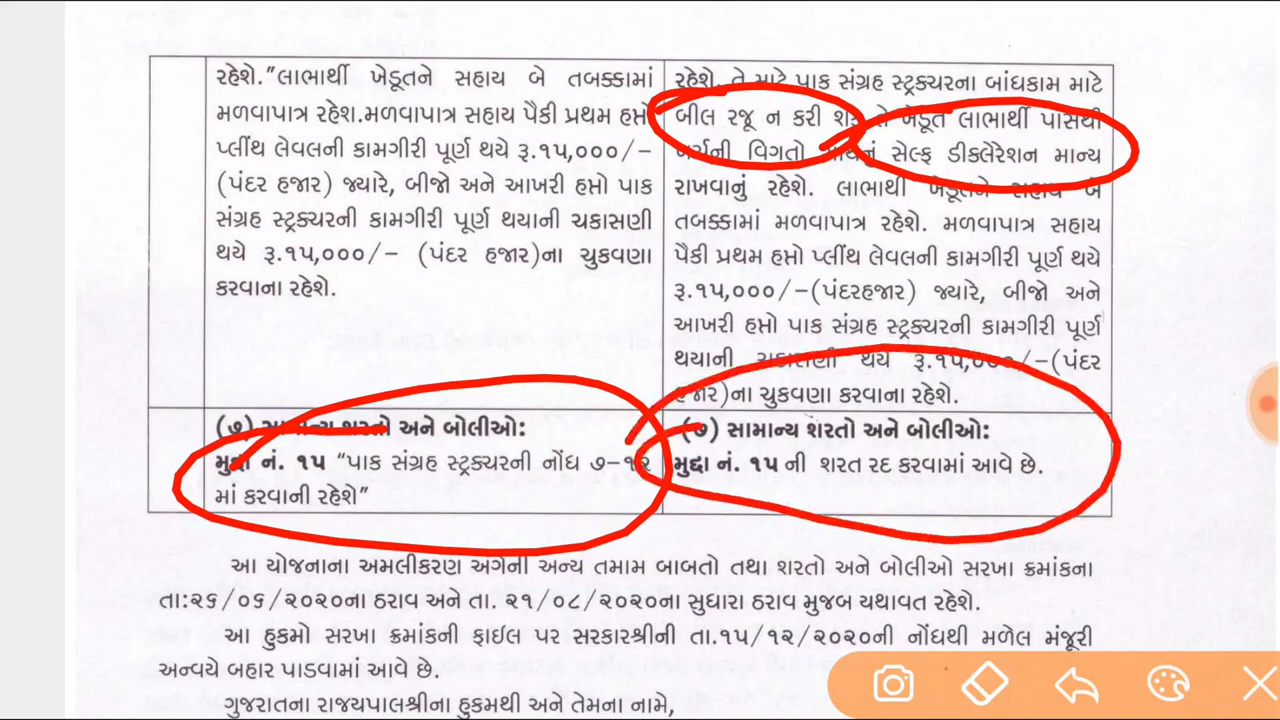 રહેશે."લાભાર્થી ખેડૂતને સહાય બે તબક્કામાં
મળવાપાત્ર રહેશ.મળવાપાત્ર સહાય પૈકી પ્રથમ હપ્તો
પ્લીંથ લેવલની કામગીરી પૂર્ણ થયે રૂ.૧૫,૦૦૦/-
(પંદર હજાર) જ્યારે, બીજો અને આખરી હપ્તો પાક
સંગ્રહ સ્ટ્રક્ચરની કામગીરી પૂર્ણ થયાની ચકાસણી
થયે રૂ.૧૫,૦૦૦/- (પંદર હજાર)ના ચુકવણા
કરવાના રહેશે.
રહેશે. તે માટે પાક સંગ્રહ સ્ટ્રક્ચરના બાંધકામ માટે
બીલ રજૂ ન કરી ખેડૂત લાભાર્થી પાસેથી
ખર્ચની વિગતો સેલ્ફ ડીકલેરેશન માન્ય
રાખવાનું રહેશે. લાભાથી ખેડૂતને સહાય બે
તબક્કામાં મળવાપાત્ર રહેશે. મળવાપાત્ર સહાય
પૈકી પ્રથમ હપ્તો પ્લીંથ લેવલની કામગીરી પૂર્ણ થયે
રૂ.૧૫,૦૦૦/-(પંદરહજાર) જ્યારે, બીજો અને
આખરી હપ્તો પાક સંગ્રહ સ્ટ્રક્ચરની કામગીરી પૂર્ણ
થયાની ચકાસણી થયે રૂ.૧૫,૦૦૦/-(પંદર
હજાર)ના ચુકવણા કરવાના રહેશે.
(૭) સામાન્ય શરતો અને બોલીઓ:
મુદ્દા નં. ૧૫ "પાક સંગ્રહ સ્ટ્રક્ચરની નોંધ ૭-૧૨
માં કરવાની રહેશે"
(૭) સામાન્ય શરતો અને બોલીઓ:
મુદ્દા નં. ૧૫ ની શરત રદ કરવામાં આવે છે.
આ યોજનાના અમલીકરણ અગેની અન્ય તમામ બાબતો તથા શરતો અને બોલીઓ સરખા ક્રમાંકના
તા:૨૬/૦૬/૨૦૨૦ના ઠરાવ અને તા. ૨૧/૦૮/૨૦૨૦ના સુધારા ઠરાવ મુજબ યથાવત રહેશે.
આ હુકમો સરખા ક્રમાંકની ફાઈલ પર સરકારશ્રીની તા.૧૫/૧૨/૨૦૨૦ની નોંધથી મળેલ મંજૂરી
અન્વયે બહાર પાડવામાં આવે છે.
ગુજરાતના રાજ્યપાલશ્રીના હુકમથી અને તેમના નામે,